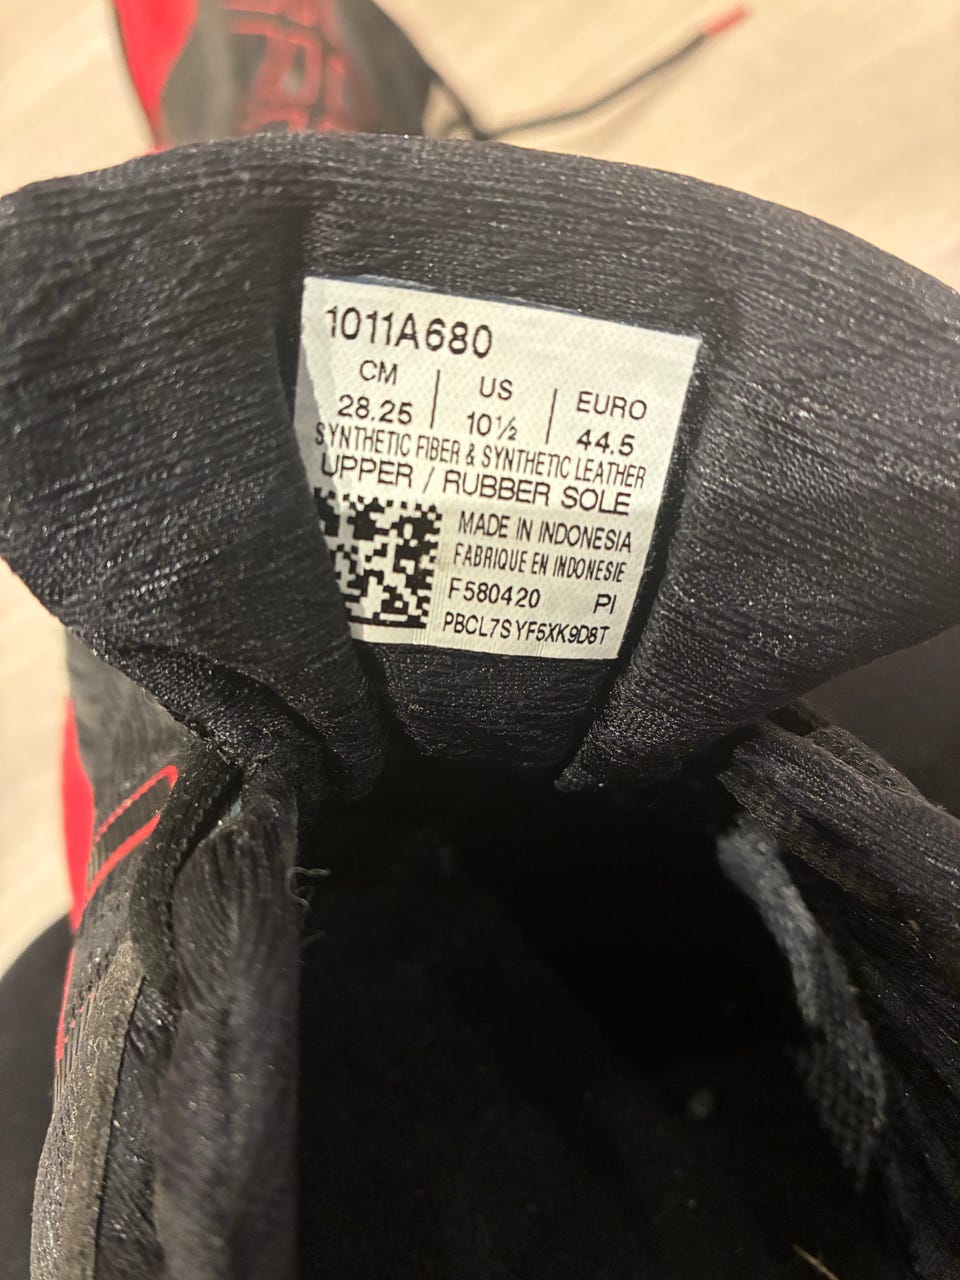 1011A680
CM | US | EURO
28.25 | 10½ | 44.5
SYNTHETIC FIBER & SYNTHETIC LEATHER
UPPER / RUBBER SOLE
MADE IN INDONESIA
FABRIQUE EN INDONESIE
F580420 PI
PBCL7SYF5XK9D8T